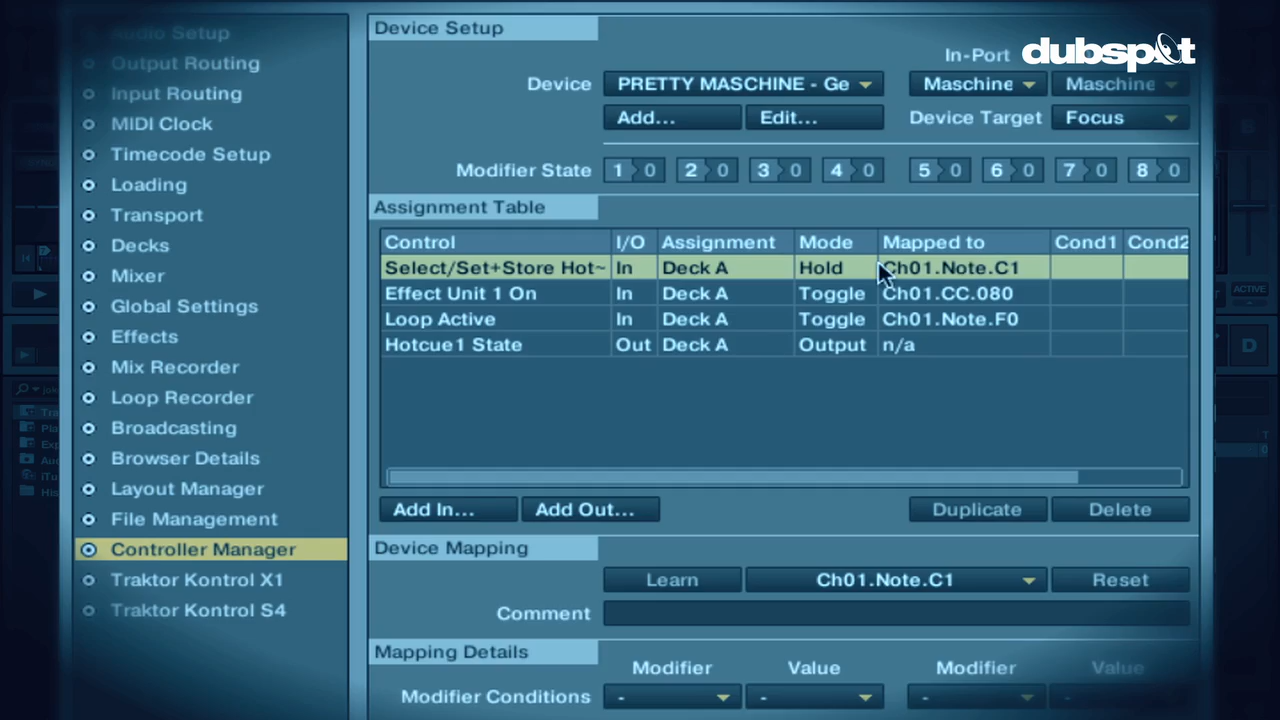 dubspot
Audio Setup
Output Routing
Input Routing
MIDI Clock
Timecode Setup
Loading
Transport
Decks
Mixer
Global Settings
Effects
Mix Recorder
Loop Recorder
Broadcasting
Browser Details
Layout Manager
File Management
Controller Manager
Traktor Kontrol X1
Traktor Kontrol S4
Device Setup
In-Port
Device PRETTY MASCHINE - Ge Maschine Maschine
Add... Edit... Device Target Focus
Modifier State 1 0 2 0 3 0 4 0 5 0 6 0 7 0 8 0
Assignment Table
Control I/O Assignment Mode Mapped to Cond1 Cond2
Select/Set+Store Hot~ In Deck A Hold Ch01.Note.C1
Effect Unit 1 On In Deck A Toggle Ch01.CC.080
Loop Active In Deck A Toggle Ch01.Note.F0
Hotcue1 State Out Deck A Output n/a
Add In... Add Out... Duplicate Delete
Device Mapping
Learn Ch01.Note.C1 Reset
Comment
Mapping Details
Modifier Value Modifier Value
Modifier Conditions - - - -
ACTIVE
D